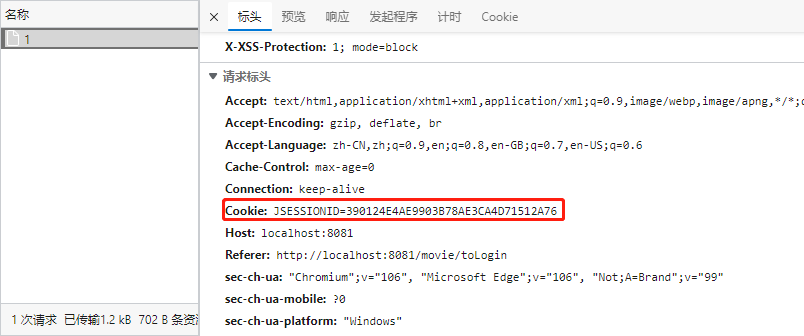 名称
1
1 次请求 已传输1.2 kB 702 B 条资
× 标头 预览 响应 发起程序 计时 Cookie
X-XSS-Protection: 1; mode=block
▼ 请求标头
Accept: text/html,application/xhtml+xml,application/xml;q=0.9,image/webp,image/apng,*/*;
Accept-Encoding: gzip, deflate, br
Accept-Language: zh-CN,zh;q=0.9,en;q=0.8,en-GB;q=0.7,en-US;q=0.6
Cache-Control: max-age=0
Connection: keep-alive
Cookie: JSESSIONID=390124E4AE9903B78AE3CA4D71512A76
Host: localhost:8081
Referer: http://localhost:8081/movie/toLogin
sec-ch-ua: "Chromium";v="106", "Microsoft Edge";v="106", "Not;A=Brand";v="99"
sec-ch-ua-mobile: ?0
sec-ch-ua-platform: "Windows"